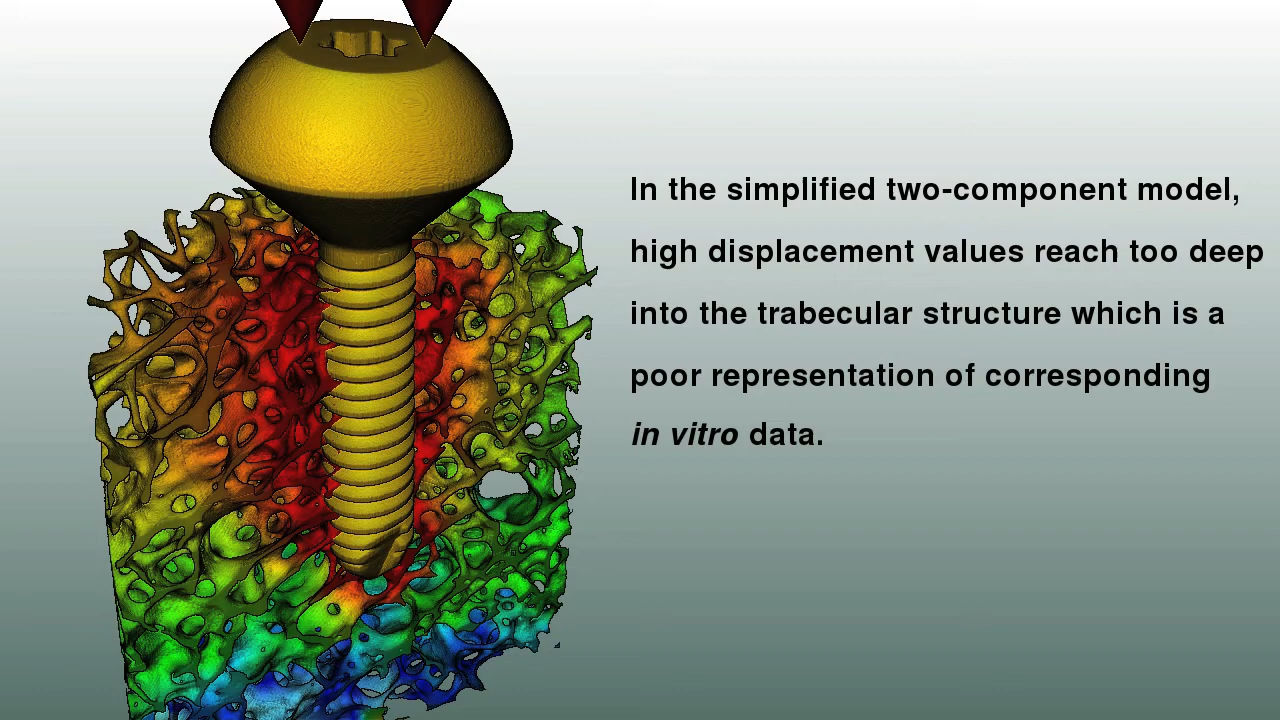 In the simplified two-component model,
high displacement values reach too deep
into the trabecular structure which is a
poor representation of corresponding
in vitro data.